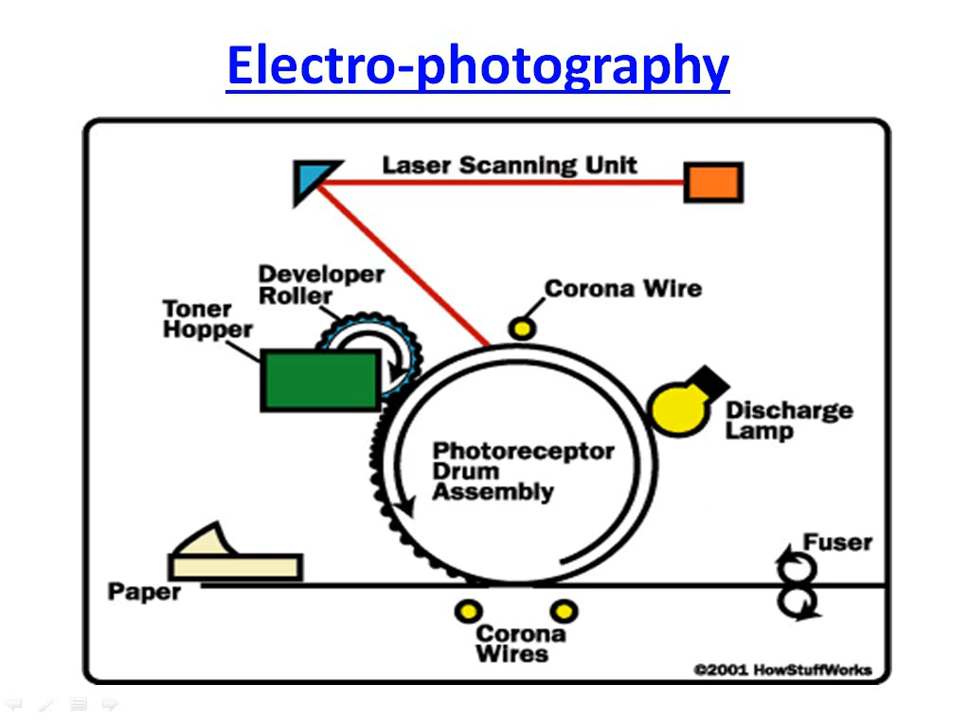 Electro-photography
Laser Scanning Unit
Developer
Roller
Corona Wire
Toner
Hopper
Discharge
Lamp
Photoreceptor
Drum
Assembly
Fuser
Paper
Corona
Wires
©2001 HowStuffWorks